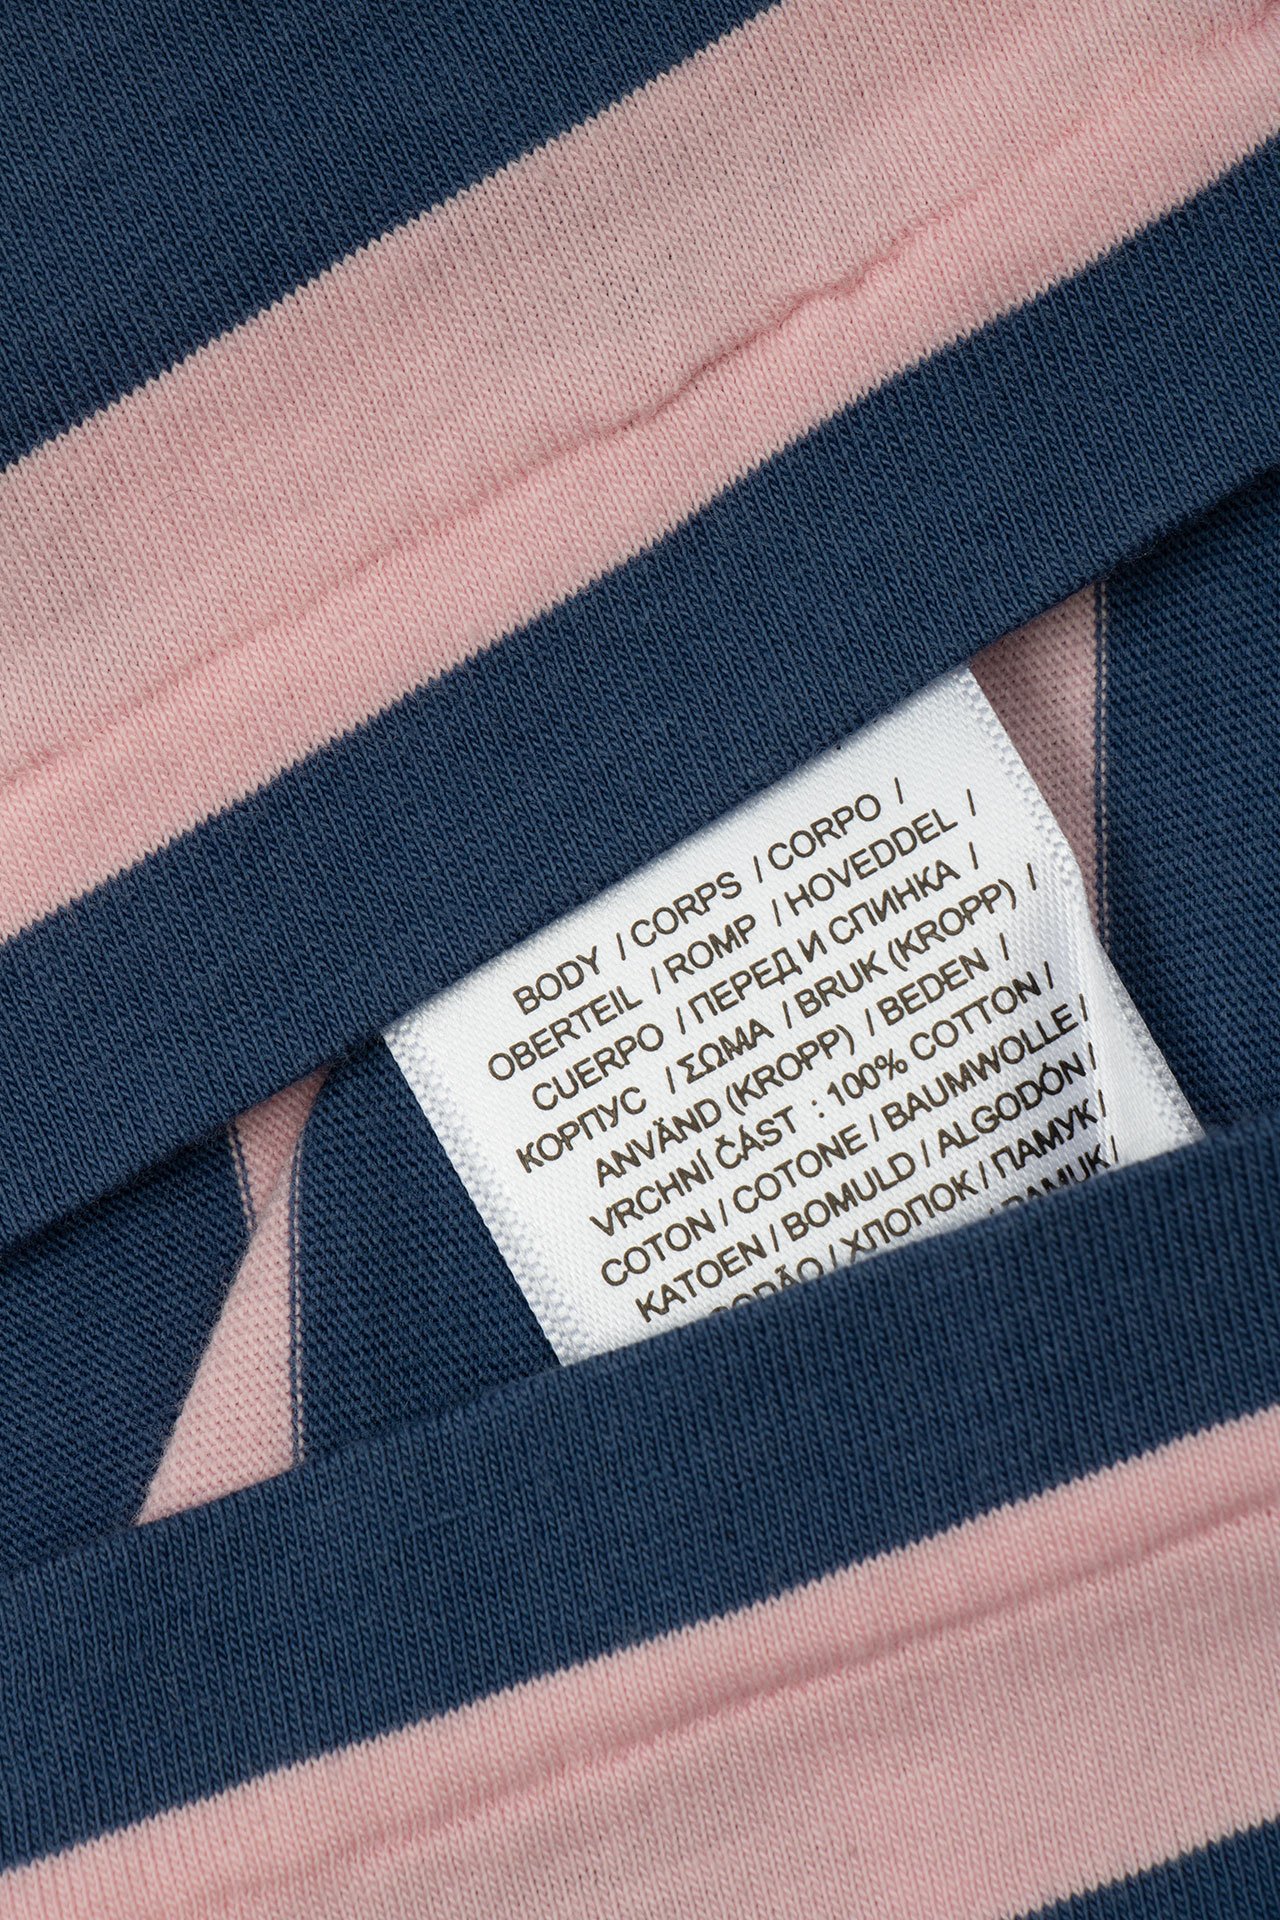 BODY / CORPS / CORPO /
OBERTEIL / ROMP / HOVEDDEL /
CUERPO / ПЕРЕД И СПИНКА /
КОРПУС / ΣΩΜΑ / BRUK (KROPP) /
ANVÄND (KROPP) / BEDEN /
VRCHNÍ ČÁST : 100% COTTON /
COTON / COTONE / BAUMWOLLE /
KATOEN / BOMULD / ALGODÓN /
/ ХЛОПОК / ПАМУК /